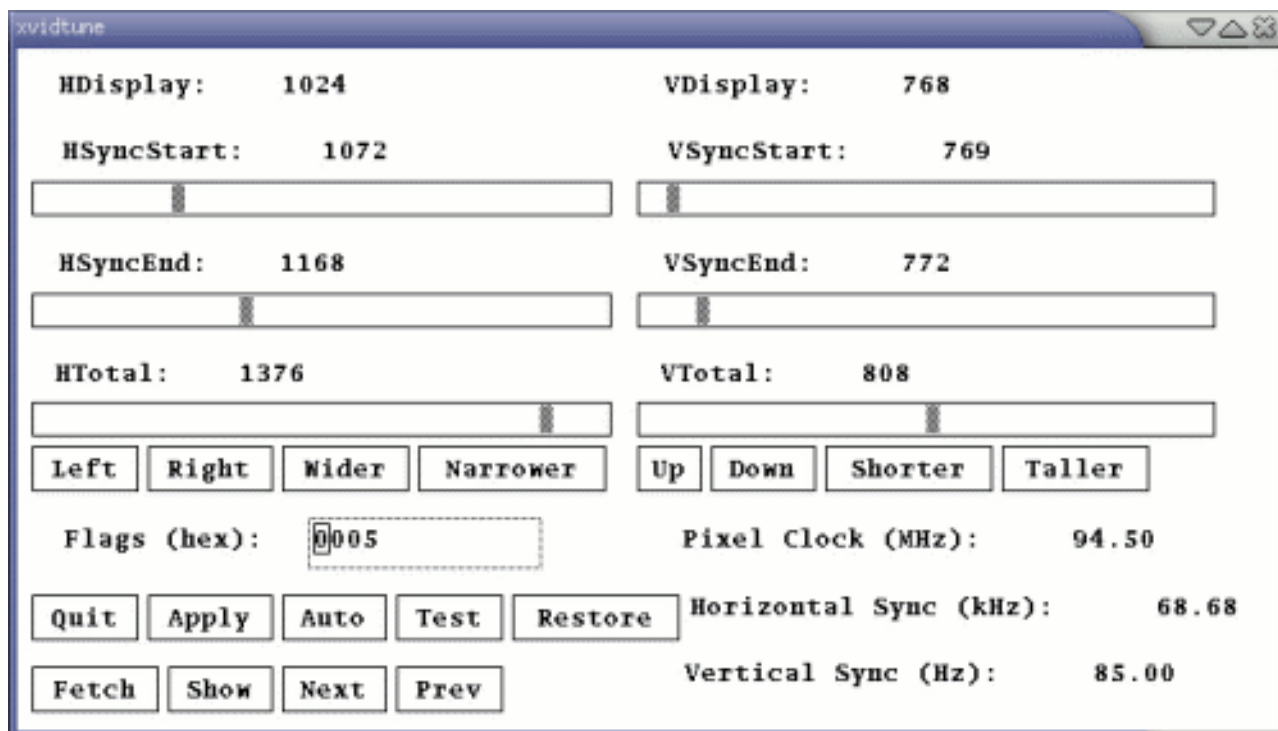 xvidtune
HDisplay: 1024 VDisplay: 768
HSyncStart: 1072 VSyncStart: 769
HSyncEnd: 1168 VSyncEnd: 772
HTotal: 1376 VTotal: 808
Left Right Wider Narrower Up Down Shorter Taller
Flags (hex): 0005 Pixel Clock (MHz): 94.50
Quit Apply Auto Test Restore Horizontal Sync (kHz): 68.68
Fetch Show Next Prev Vertical Sync (Hz): 85.00